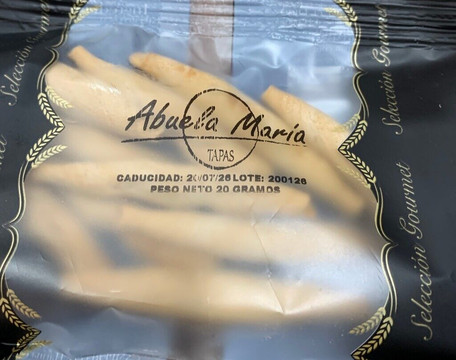 Selección Gourmet
Selección Gourmet
Abuela María
TAPAS
CADUCIDAD: 20/07/26 LOTE: 200126
PESO NETO 20 GRAMOS
Selección Gourmet